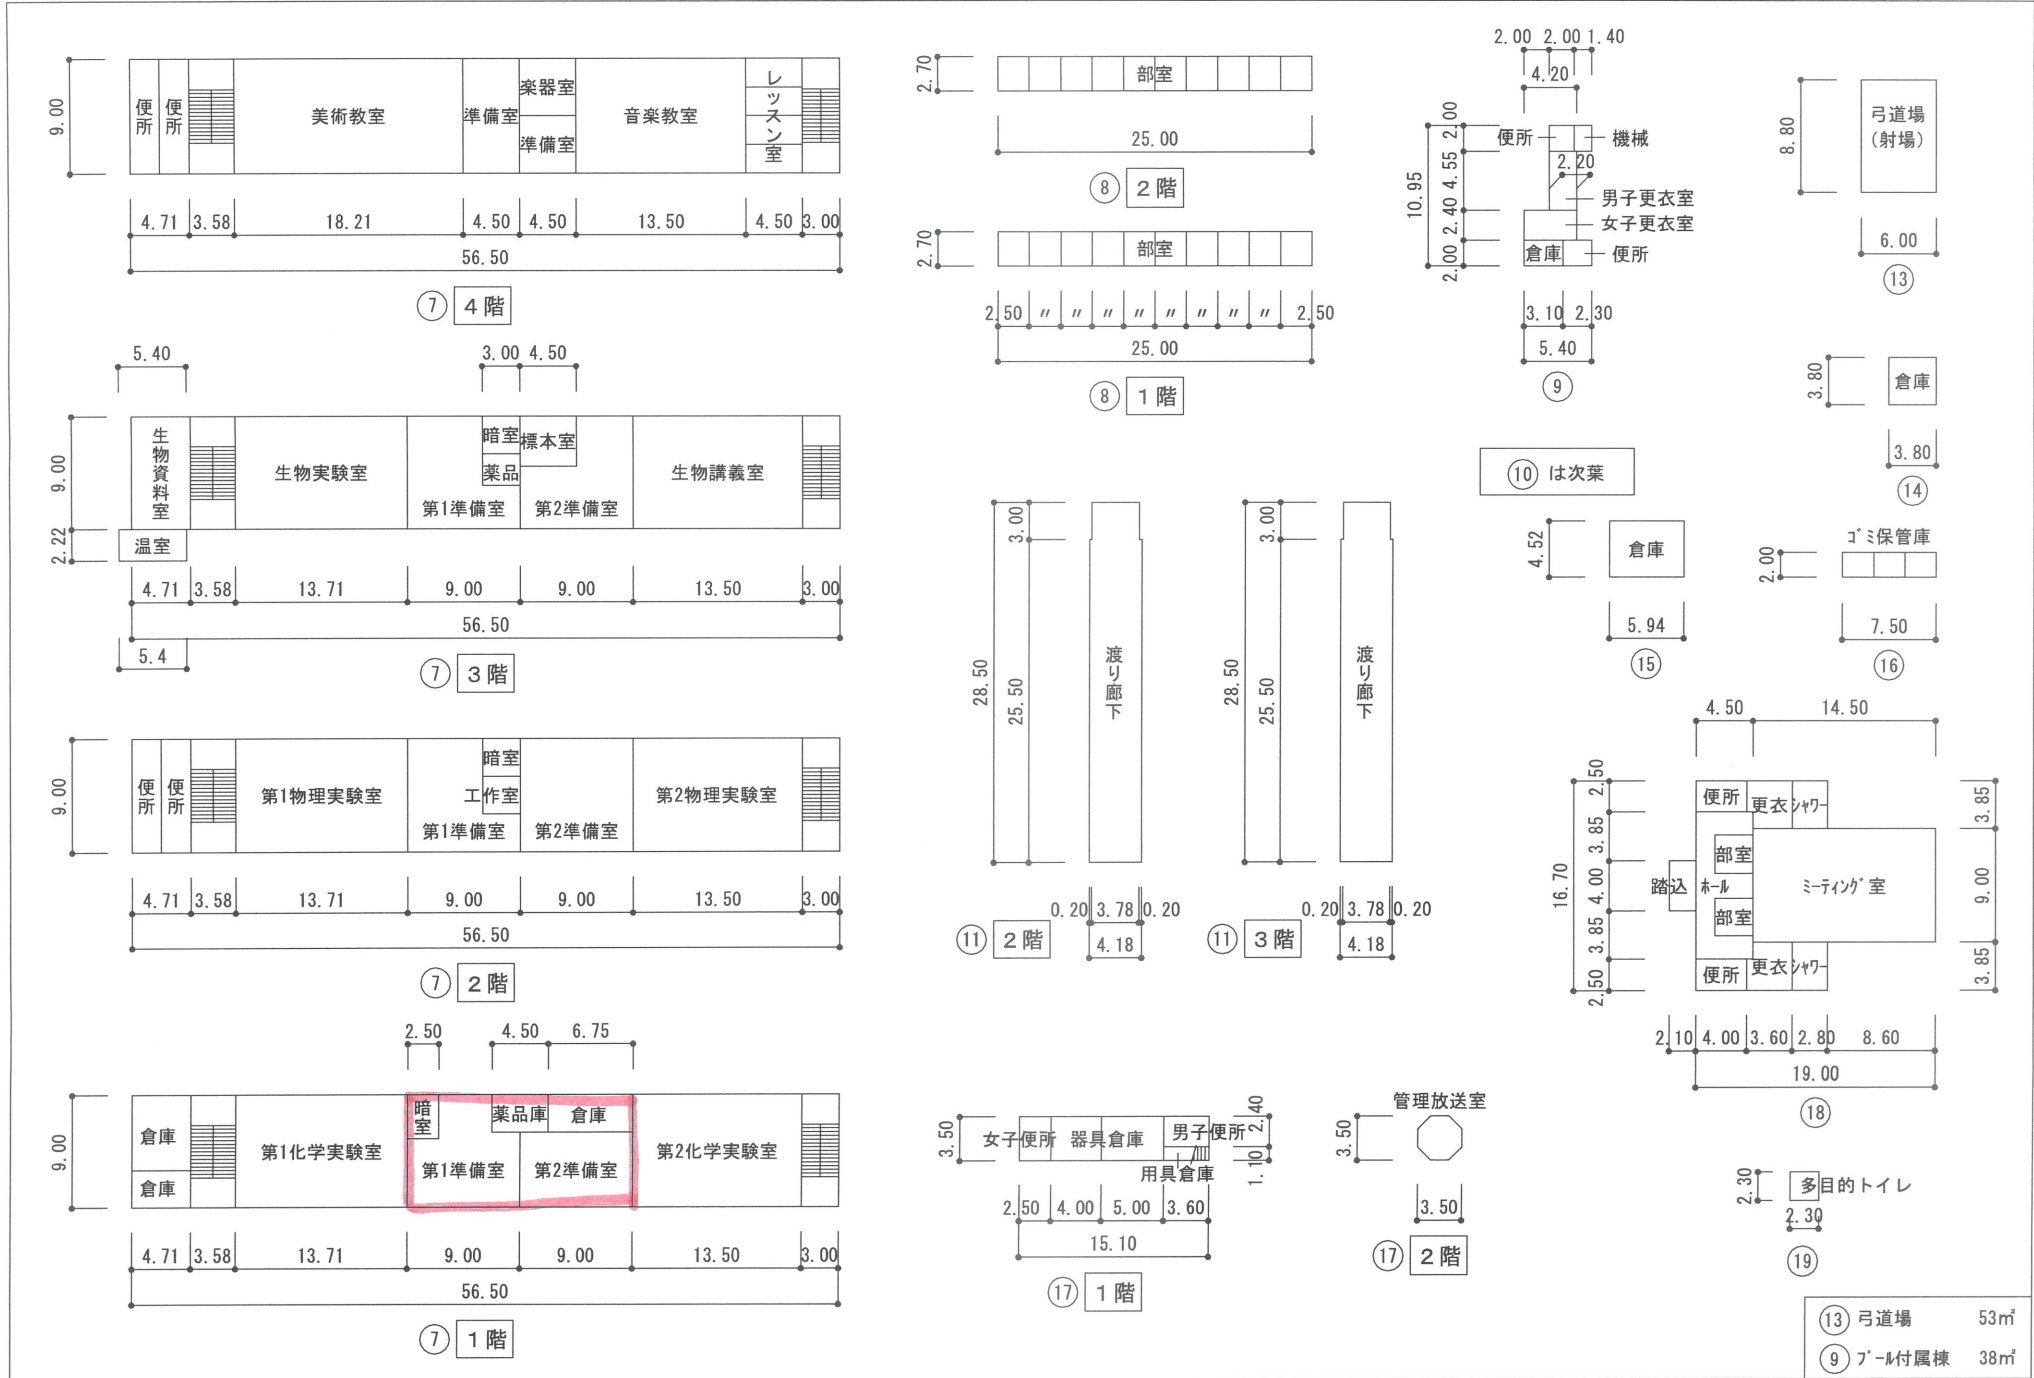 9.00
便所
便所
美術教室
準備室
楽器室
準備室
音楽教室
レッスン室
4.71 3.58 18.21 4.50 4.50 13.50 4.50 3.00
56.50
⑦ 4階
5.40
3.00 4.50
9.00
2.22
生物資料室
温室
生物実験室
暗室
薬品
標本室
第1準備室
第2準備室
生物講義室
4.71 3.58 13.71 9.00 9.00 13.50 3.00
56.50
5.4
⑦ 3階
9.00
便所
便所
第1物理実験室
暗室
工作室
第1準備室
第2準備室
第2物理実験室
4.71 3.58 13.71 9.00 9.00 13.50 3.00
56.50
⑦ 2階
2.50 4.50 6.75
9.00
倉庫
倉庫
第1化学実験室
暗室
薬品庫
倉庫
第1準備室
第2準備室
第2化学実験室
4.71 3.58 13.71 9.00 9.00 13.50 3.00
56.50
⑦ 1階
2.70
部室
25.00
⑧ 2階
2.70
部室
2.50 〃 〃 〃 〃 〃 〃 〃 〃 2.50
25.00
⑧ 1階
28.50
3.00
25.50
渡り廊下
0.20 3.78 0.20
4.18
⑪ 2階
28.50
3.00
25.50
渡り廊下
0.20 3.78 0.20
4.18
⑪ 3階
3.50
女子便所
器具倉庫
男子便所
用具倉庫
2.40
1.10
2.50 4.00 5.00 3.60
15.10
⑰ 1階
管理放送室
3.50
3.50
⑰ 2階
2.00 2.00 1.40
4.20
10.95
2.00
4.55
2.40
2.00
便所
機械
2.20
男子更衣室
女子更衣室
倉庫
便所
3.10 2.30
5.40
⑨
8.80
弓道場
(射場)
6.00
⑬
3.80
倉庫
3.80
⑭
⑩ は次葉
4.52
倉庫
5.94
⑮
ゴミ保管庫
2.00
7.50
⑯
4.50 14.50
16.70
2.50
3.85
4.00
3.85
2.50
便所
更衣
シャワー
部室
踏込
ホール
ミーティング室
部室
便所
更衣
シャワー
3.85
9.00
3.85
2.10 4.00 3.60 2.80 8.60
19.00
⑱
2.30
多目的トイレ
2.30
⑲
⑬ 弓道場 53㎡
⑨ プール付属棟 38㎡